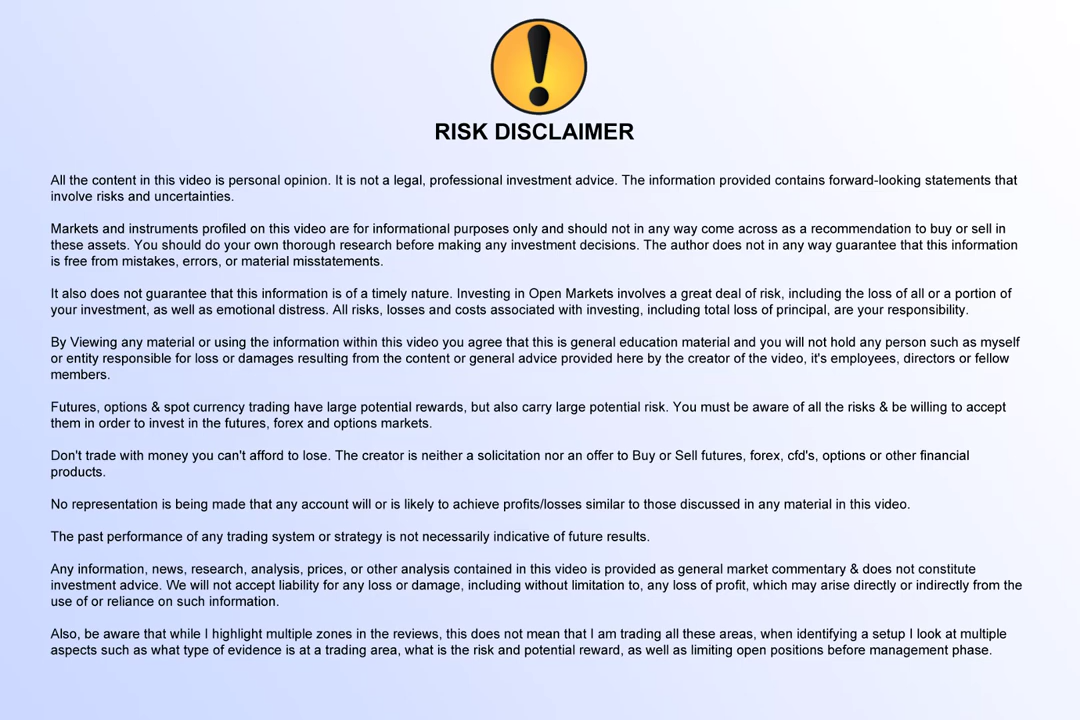 RISK DISCLAIMER
All the content in this video is personal opinion. It is not a legal, professional investment advice. The information provided contains forward-looking statements that
involve risks and uncertainties.
Markets and instruments profiled on this video are for informational purposes only and should not in any way come across as a recommendation to buy or sell in
these assets. You should do your own thorough research before making any investment decisions. The author does not in any way guarantee that this information
is free from mistakes, errors, or material misstatements.
It also does not guarantee that this information is of a timely nature. Investing in Open Markets involves a great deal of risk, including the loss of all or a portion of
your investment, as well as emotional distress. All risks, losses and costs associated with investing, including total loss of principal, are your responsibility.
By Viewing any material or using the information within this video you agree that this is general education material and you will not hold any person such as myself
or entity responsible for loss or damages resulting from the content or general advice provided here by the creator of the video, it's employees, directors or fellow
members.
Futures, options & spot currency trading have large potential rewards, but also carry large potential risk. You must be aware of all the risks & be willing to accept
them in order to invest in the futures, forex and options markets.
Don't trade with money you can't afford to lose. The creator is neither a solicitation nor an offer to Buy or Sell futures, forex, cfd's, options or other financial
products.
No representation is being made that any account will or is likely to achieve profits/losses similar to those discussed in any material in this video.
The past performance of any trading system or strategy is not necessarily indicative of future results.
Any information, news, research, analysis, prices, or other analysis contained in this video is provided as general market commentary & does not constitute
investment advice. We will not accept liability for any loss or damage, including without limitation to, any loss of profit, which may arise directly or indirectly from the
use of or reliance on such information.
Also, be aware that while I highlight multiple zones in the reviews, this does not mean that I am trading all these areas, when identifying a setup I look at multiple
aspects such as what type of evidence is at a trading area, what is the risk and potential reward, as well as limiting open positions before management phase.